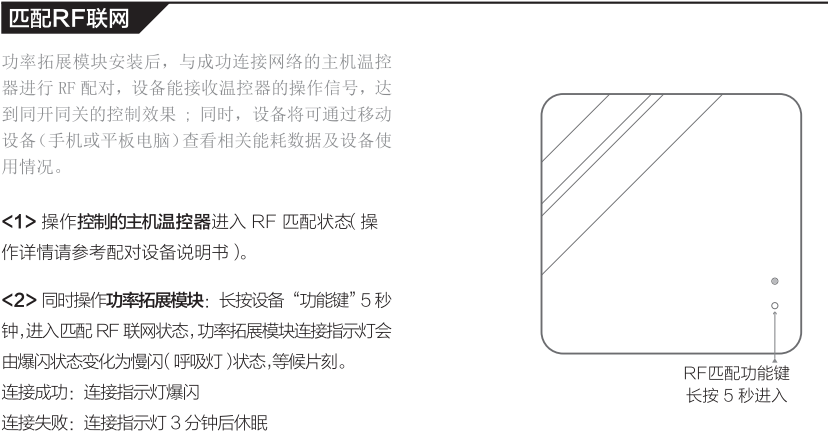 匹配RF联网
功率拓展模块安装后，与成功连接网络的主机温控
器进行 RF 配对，设备能接收温控器的操作信号，达
到同开同关的控制效果 ；同时，设备将可通过移动
设备（手机或平板电脑）查看相关能耗数据及设备使
用情况。
<1> 操作控制的主机温控器进入 RF 匹配状态( 操
作详情请参考配对设备说明书 )。
<2> 同时操作功率拓展模块：长按设备“功能键”5 秒
钟,进入匹配 RF 联网状态,功率拓展模块连接指示灯会
由爆闪状态变化为慢闪( 呼吸灯 )状态,等候片刻。
连接成功：连接指示灯爆闪
连接失败：连接指示灯 3 分钟后休眠
RF匹配功能键
长按 5 秒进入